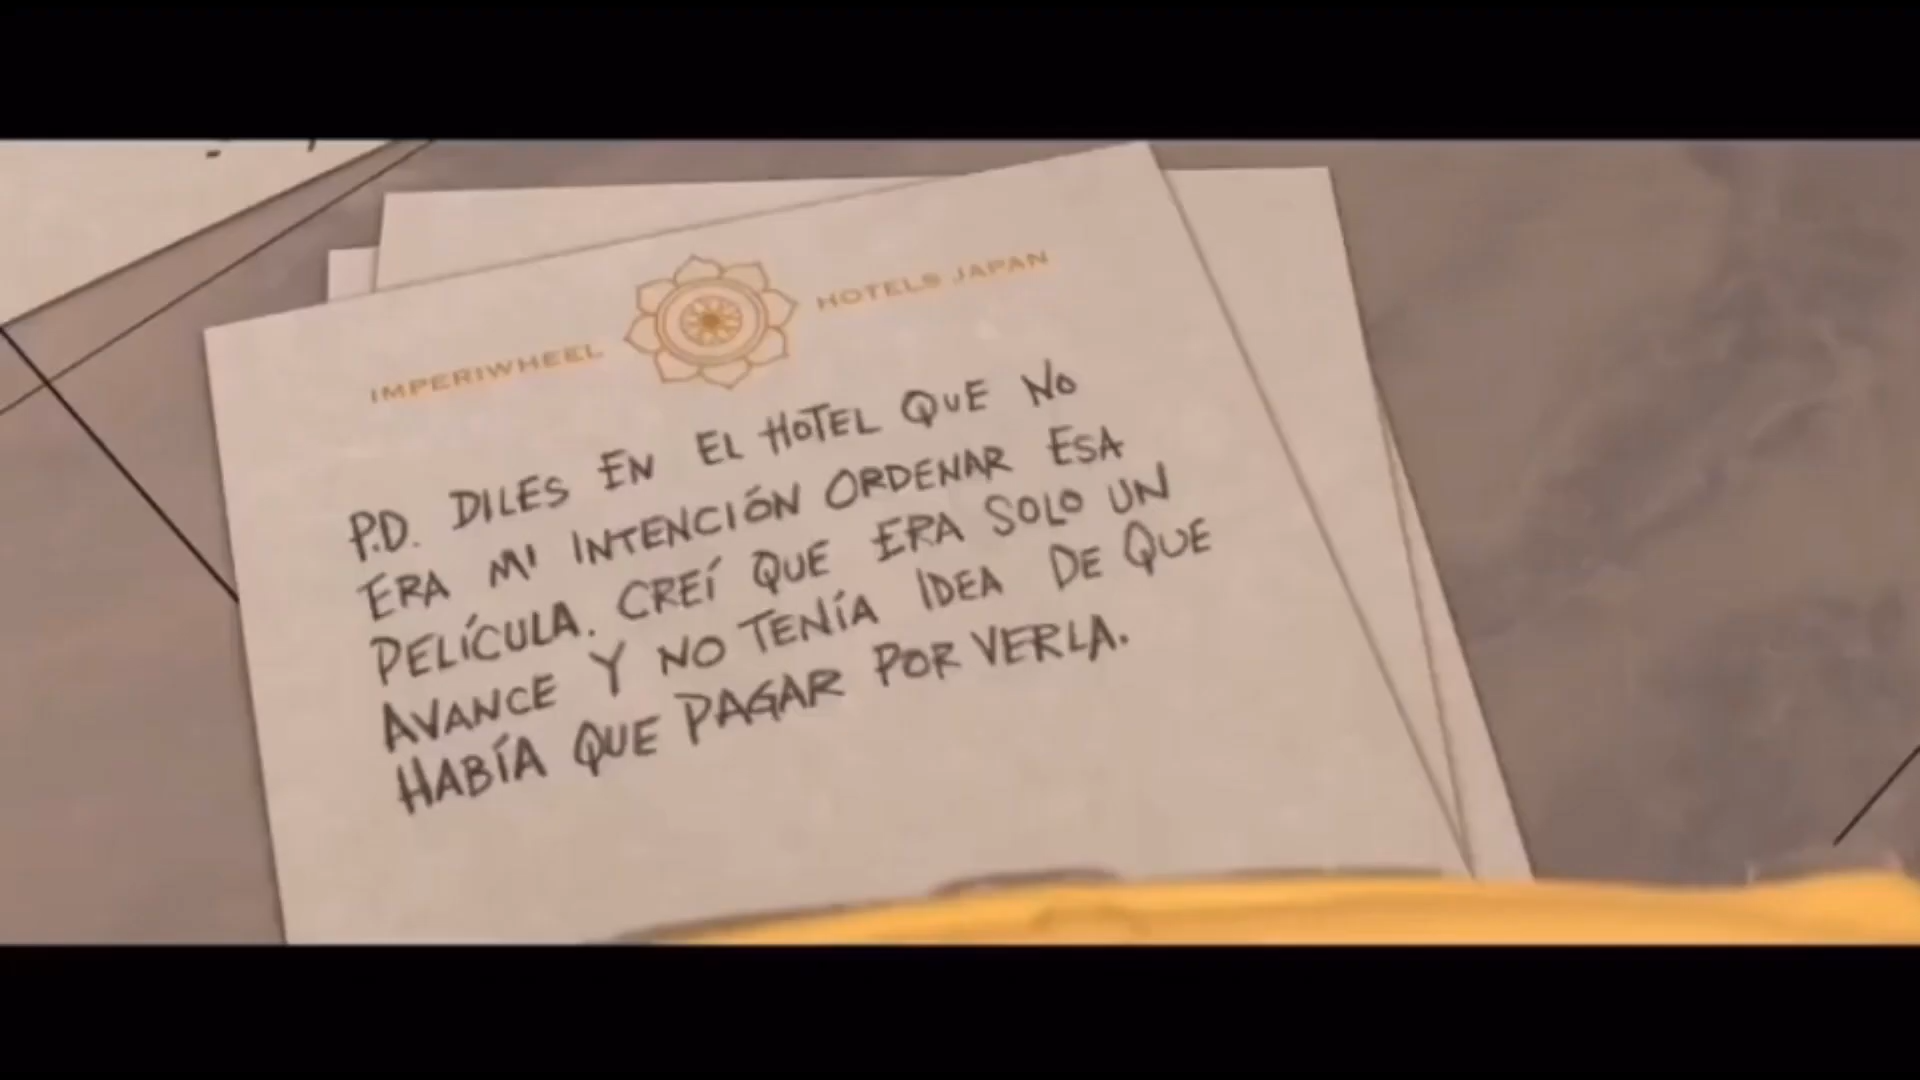 IMPERIWHEEL HOTELS JAPAN
P.D. DILES EN EL HOTEL QUE NO
ERA MI INTENCIÓN ORDENAR ESA
PELÍCULA. CREÍ QUE ERA SOLO UN
AVANCE Y NO TENÍA IDEA DE QUE
HABÍA QUE PAGAR POR VERLA.